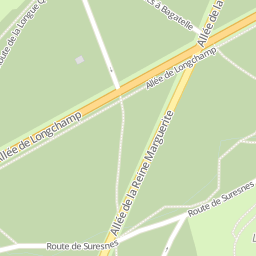 s à Bagatelle
Route de la Longue Q
Allée de la
Allée de Longchamp
Allée de Longchamp
Allée de la Reine Marguerite
Route de Suresnes
Route de Suresnes